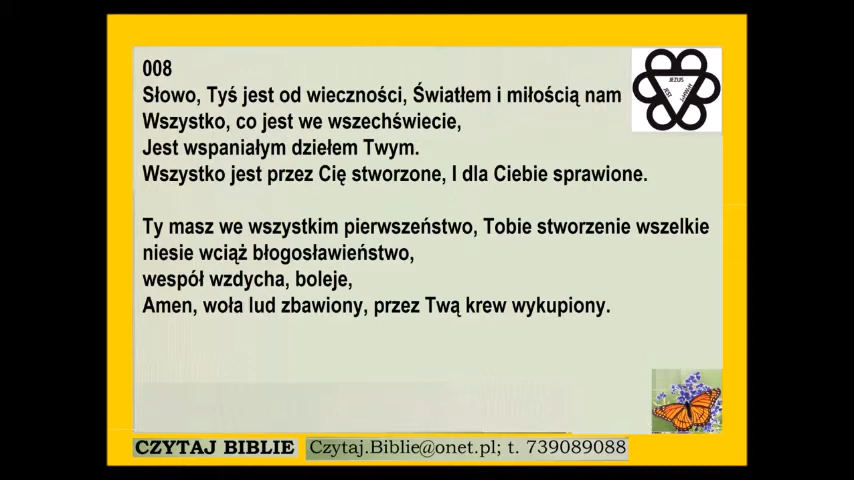 008
Słowo, Tyś jest od wieczności, Światłem i miłością nam
Wszystko, co jest we wszechświecie,
Jest wspaniałym dziełem Twym.
Wszystko jest przez Cię stworzone, I dla Ciebie sprawione.
Ty masz we wszystkim pierwszeństwo, Tobie stworzenie wszelkie
niesie wciąż błogosławieństwo,
wespół wzdycha, boleje,
Amen, woła lud zbawiony, przez Twą krew wykupiony.
JEZUS
JEST
CZYTAJ BIBLIE
Czytaj.Biblie@onet.pl; t. 739089088